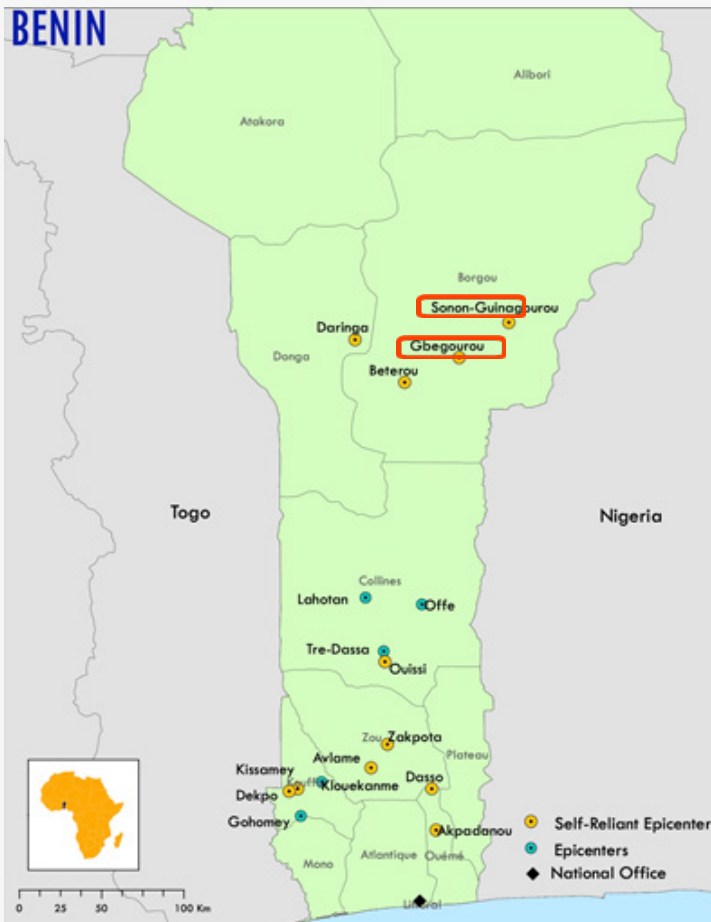 BENIN
Alibori
Atakora
Borgou
Sonon-Guinagourou
Daringa
Gbegourou
Donga
Beterou
Togo
Nigeria
Collines
Lahotan
Offe
Tre-Dassa
Ouissi
Zou
Zakpota
Plateau
Avlame
Kissamey
Klouekanme
Dasso
Dekpo
Gohomey
Akpadanou
Self-Reliant Epicenter
Atlantique
Ouémé
Epicenters
Mono
National Office
0 25 50 100 Km
Littoral